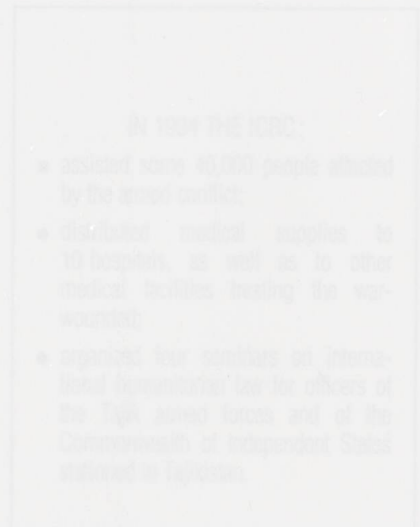 IN 1994 THE ICRC:
• assisted some 40,000 people affected
by the armed conflict;
• distributed medical supplies to
10 hospitals, as well as to other
medical facilities treating the war-
wounded;
• organized four seminars on interna-
tional humanitarian law for officers of
the Tajik armed forces and of the
Commonwealth of Independent States
stationed in Tajikistan.